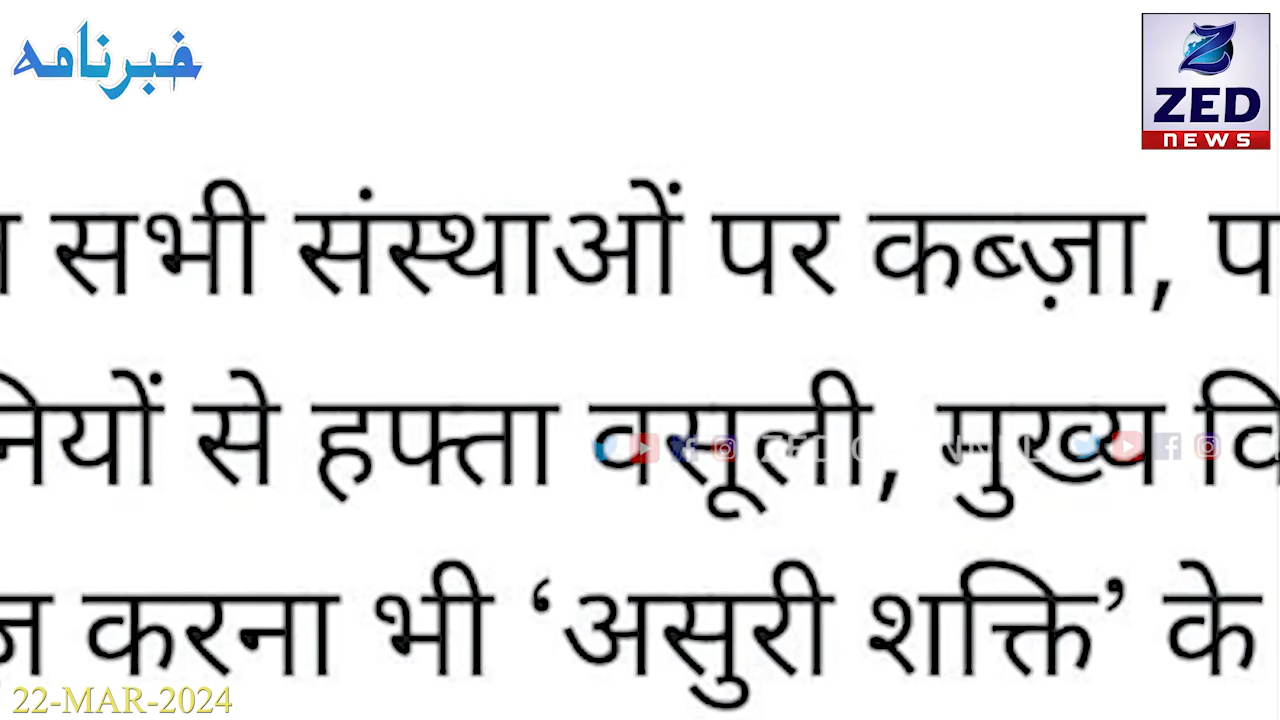 خبرنامہ
ZED
NEWS
सभी संस्थाओं पर कब्ज़ा,
से हफ्ता वसूली, मुख्य
करना भी ‘असुरी शक्ति’ के
22-MAR-2024